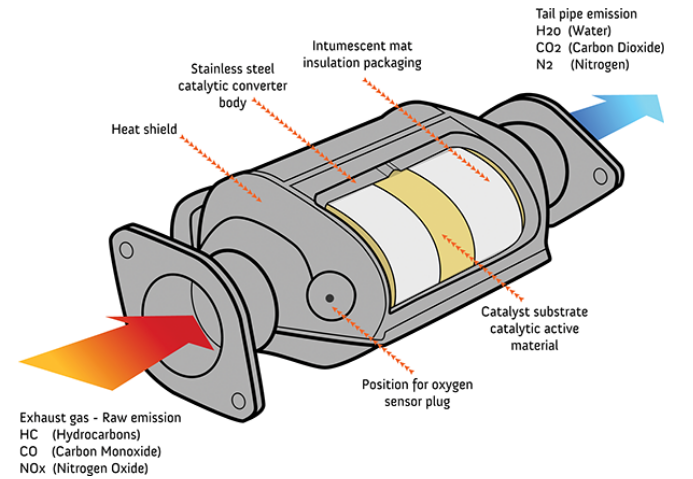 Tail pipe emission
H2O (Water)
CO2 (Carbon Dioxide)
N2 (Nitrogen)
Intumescent mat
insulation packaging
Stainless steel
catalytic converter
body
Heat shield
Catalyst substrate
catalytic active
material
Position for oxygen
sensor plug
Exhaust gas - Raw emission
HC (Hydrocarbons)
CO (Carbon Monoxide)
NOx (Nitrogen Oxide)